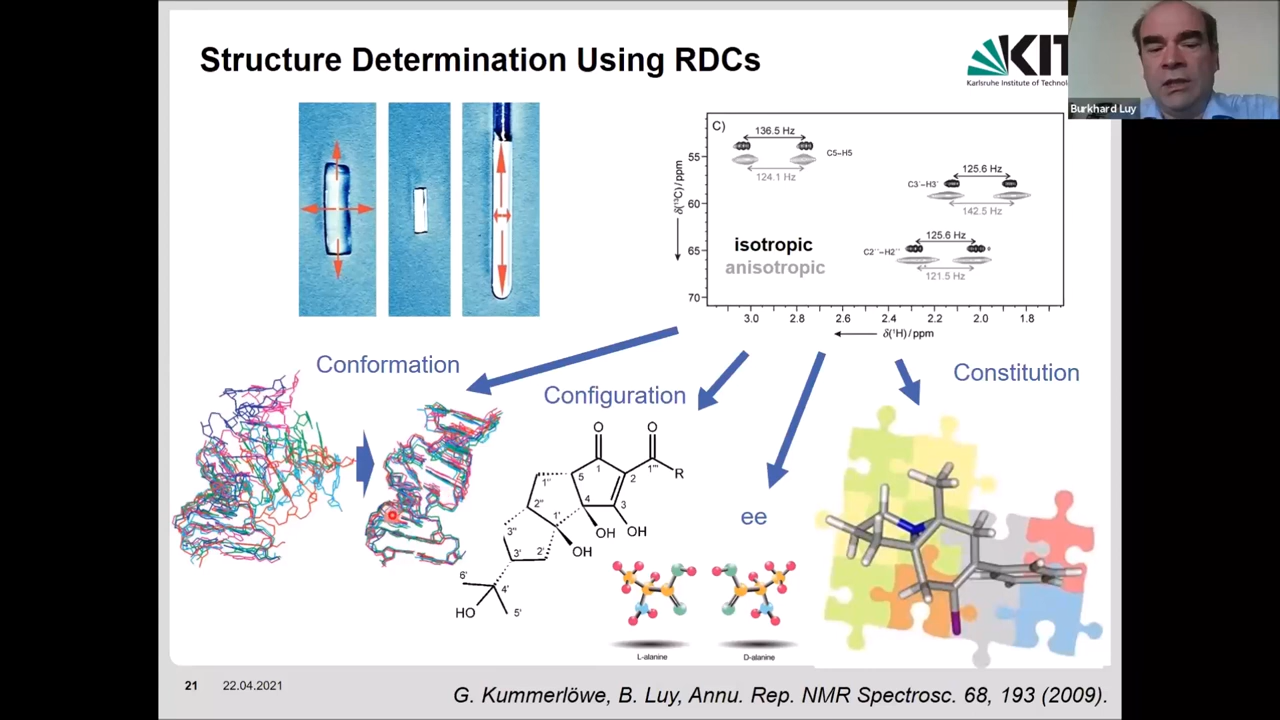 Structure Determination Using RDCs
KIT
Karlsruhe Institute of Technol
Burkhard Luy
C)
136.5 Hz
C5–H5
124.1 Hz
125.6 Hz
C3´–H3´
142.5 Hz
125.6 Hz
C2´´–H2´´
121.5 Hz
isotropic
anisotropic
δ(¹³C)/ppm
55
60
65
70
3.0 2.8 2.6 2.4 2.2 2.0 1.8
δ(¹H)/ppm
Conformation
Configuration
ee
Constitution
O O
1 1''' R
1'' 5 2
4 3
2'' 1' OH OH
3'' OH
3' 2'
6' 4'
HO 5'
L-alanine
D-alanine
21 22.04.2021
G. Kummerlöwe, B. Luy, Annu. Rep. NMR Spectrosc. 68, 193 (2009).